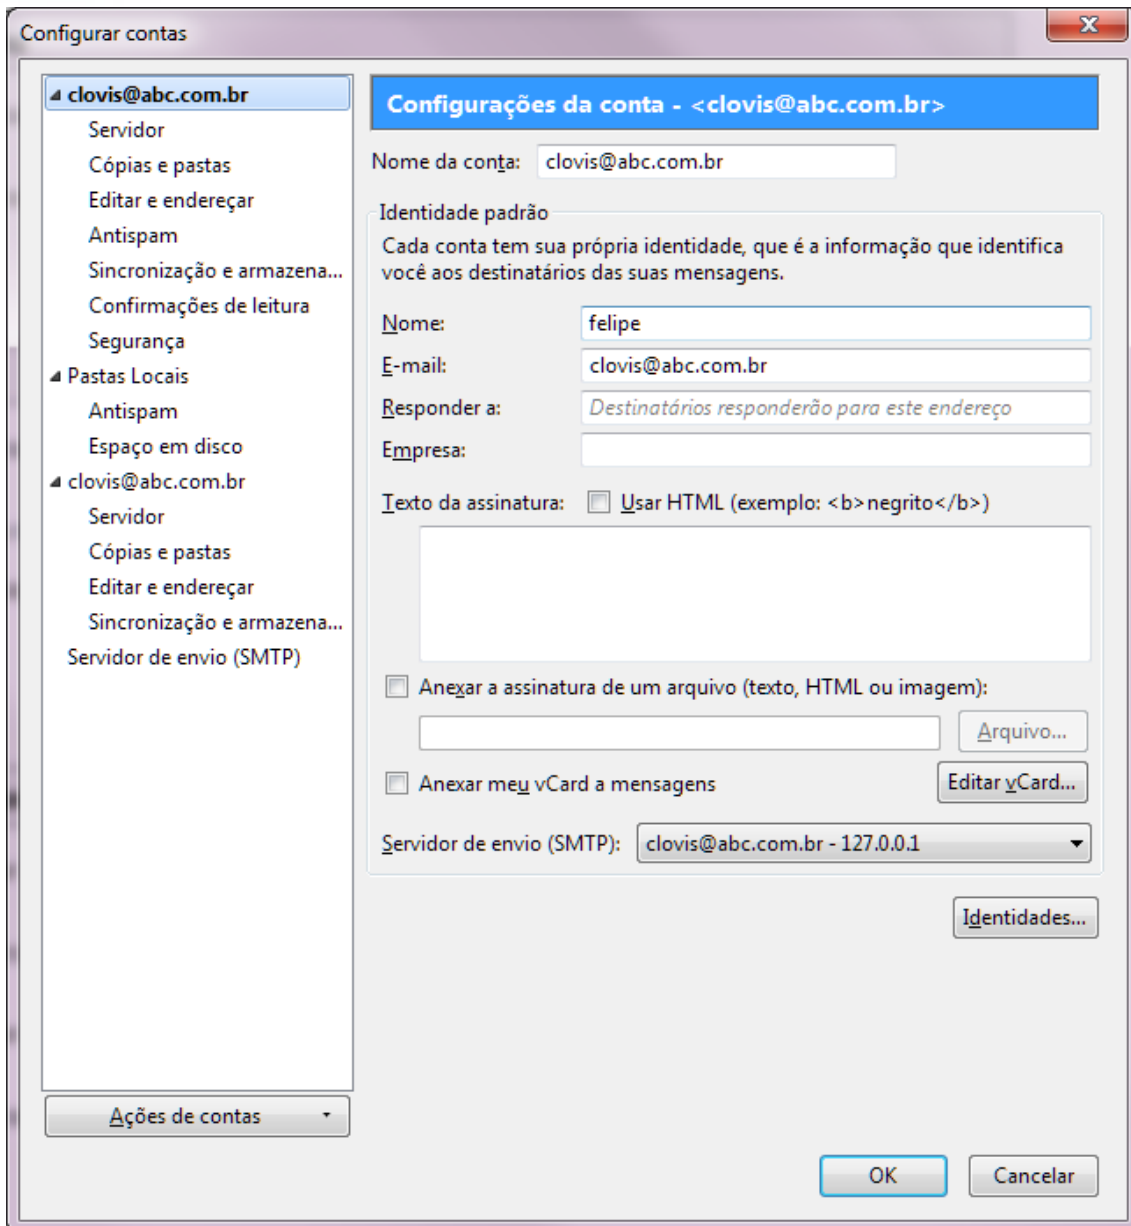 Configurar contas
clovis@abc.com.br
Servidor
Cópias e pastas
Editar e endereçar
Antispam
Sincronização e armazena...
Confirmações de leitura
Segurança
Pastas Locais
Antispam
Espaço em disco
clovis@abc.com.br
Servidor
Cópias e pastas
Editar e endereçar
Sincronização e armazena...
Servidor de envio (SMTP)
Ações de contas
Configurações da conta - <clovis@abc.com.br>
Nome da conta: clovis@abc.com.br
Identidade padrão
Cada conta tem sua própria identidade, que é a informação que identifica
você aos destinatários das suas mensagens.
Nome: felipe
E-mail: clovis@abc.com.br
Responder a: Destinatários responderão para este endereço
Empresa:
Texto da assinatura: Usar HTML (exemplo: <b>negrito</b>)
Anexar a assinatura de um arquivo (texto, HTML ou imagem):
Arquivo...
Anexar meu vCard a mensagens Editar vCard...
Servidor de envio (SMTP): clovis@abc.com.br - 127.0.0.1
Identidades...
OK Cancelar